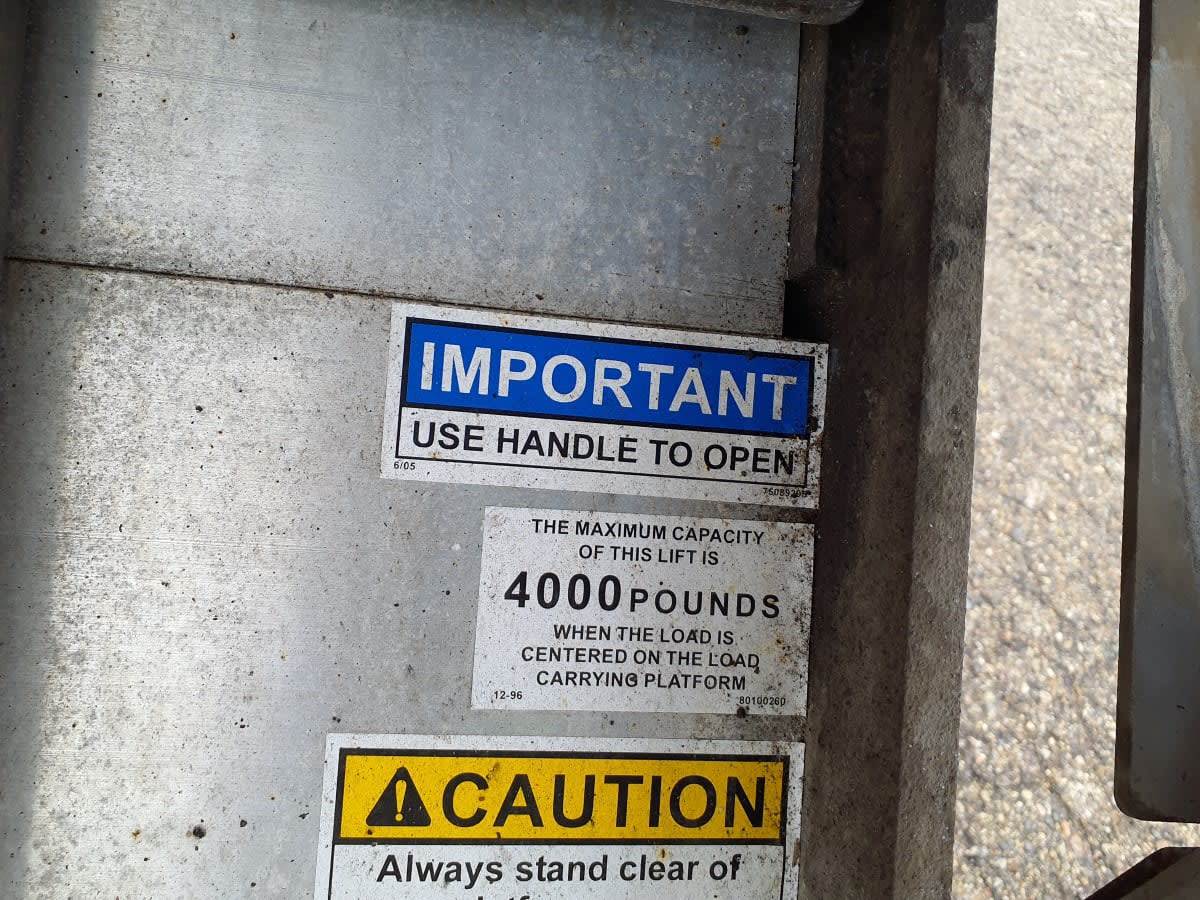 IMPORTANT
USE HANDLE TO OPEN
6/05
THE MAXIMUM CAPACITY
OF THIS LIFT IS
4000 POUNDS
WHEN THE LOAD IS
CENTERED ON THE LOAD
CARRYING PLATFORM
12-96 80100260
CAUTION
Always stand clear of